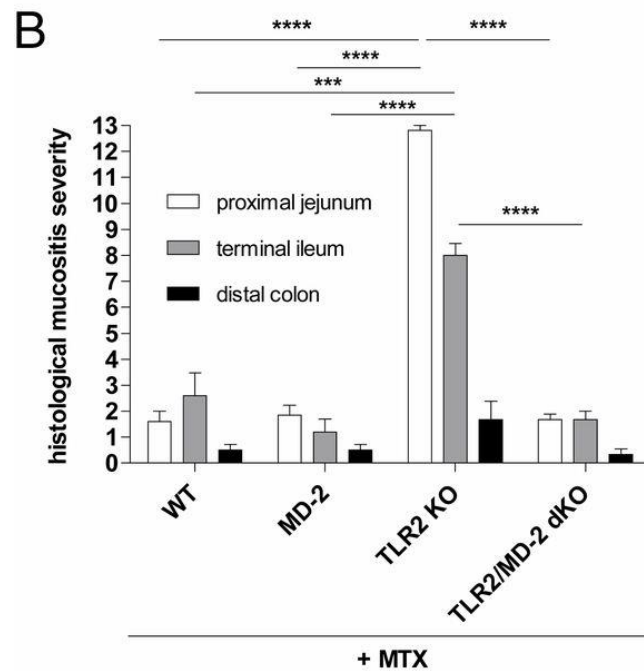 B
**** ****
****
***
****
****
histological mucositis severity
13
12
11
10
9
8
7
6
5
4
3
2
1
0
proximal jejunum
terminal ileum
distal colon
WT
MD-2
TLR2 KO
TLR2/MD-2 dKO
+ MTX